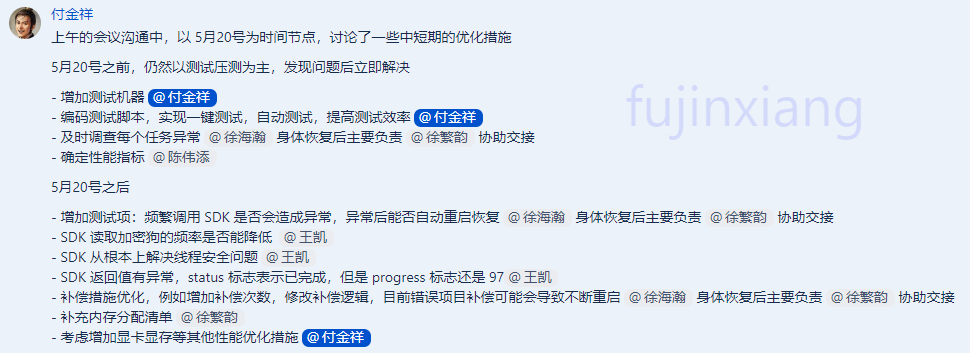 付金祥
上午的会议沟通中，以 5月20号为时间节点，讨论了一些中短期的优化措施
5月20号之前，仍然以测试压测为主，发现问题后立即解决
- 增加测试机器 @付金祥
- 编码测试脚本，实现一键测试，自动测试，提高测试效率 @付金祥
- 及时调查每个任务异常 @徐海瀚 身体恢复后主要负责 @徐繁韵 协助交接
- 确定性能指标 @陈伟添
5月20号之后
- 增加测试项：频繁调用 SDK 是否会造成异常，异常后能否自动重启恢复 @徐海瀚 身体恢复后主要负责 @徐繁韵 协助交接
- SDK 读取加密狗的频率是否能降低 @王凯
- SDK 从根本上解决线程安全问题 @王凯
- SDK 返回值有异常，status 标志表示已完成，但是 progress 标志还是 97 @王凯
- 补偿措施优化，例如增加补偿次数，修改补偿逻辑，目前错误项目补偿可能会导致不断重启 @徐海瀚 身体恢复后主要负责 @徐繁韵 协助交接
- 补充内存分配清单 @徐繁韵
- 考虑增加显卡显存等其他性能优化措施 @付金祥
fujinxiang